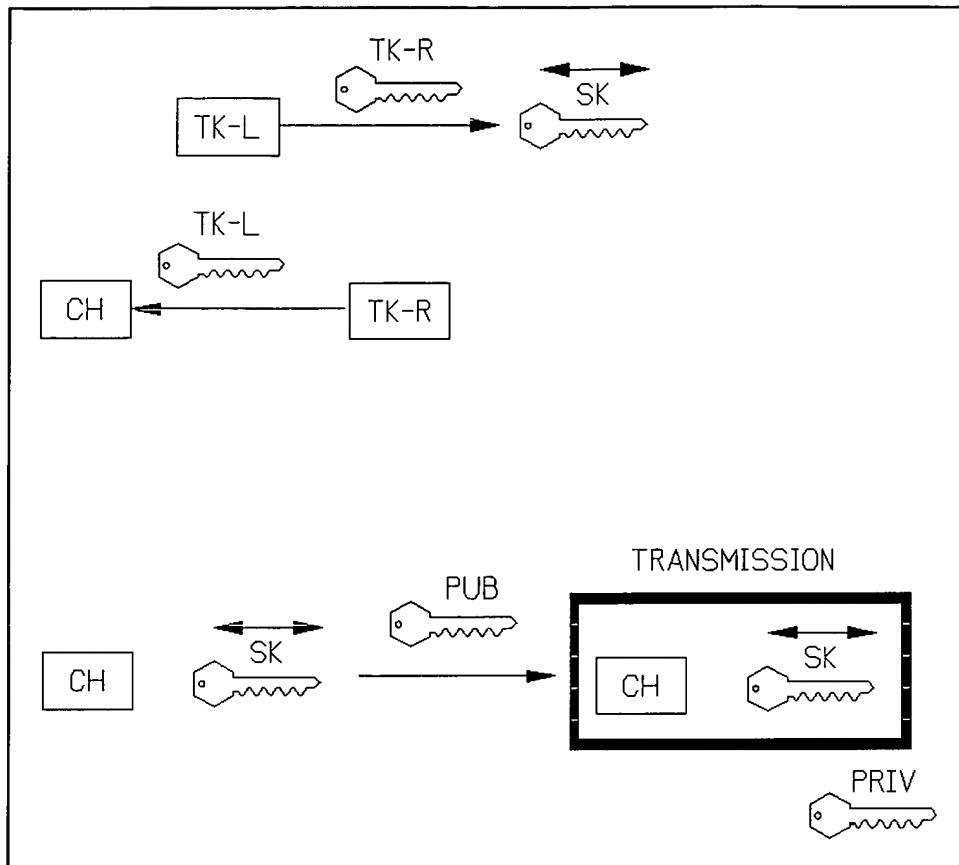 TK-R
SK
TK-L
TK-L
CH
TK-R
TRANSMISSION
PUB
SK
SK
CH
CH
PRIV